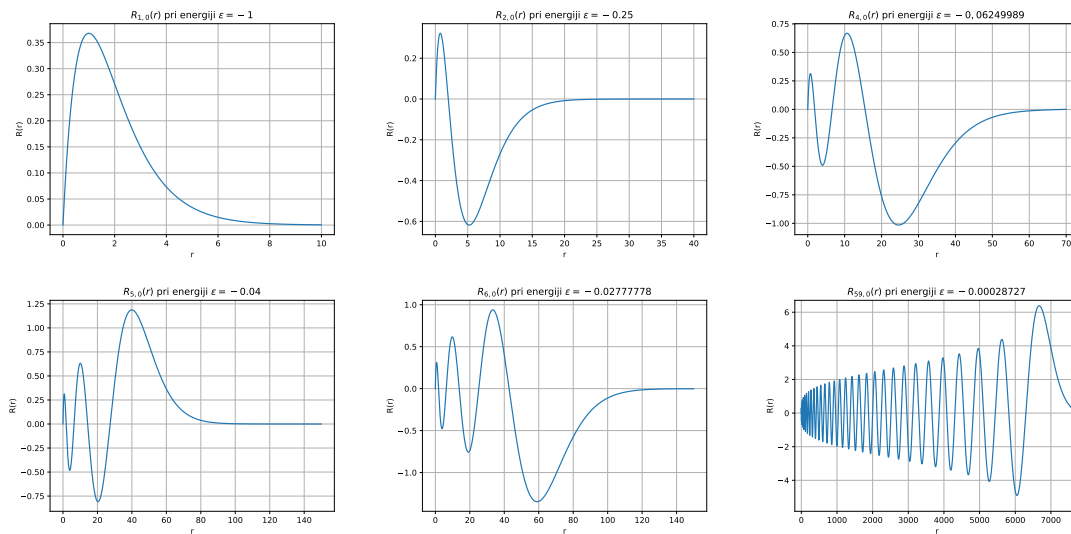 R₁,₀(r) pri energiji ε = − 1
R(r)
0.35
0.30
0.25
0.20
0.15
0.10
0.05
0.00
0 2 4 6 8 10
r
R₂,₀(r) pri energiji ε = − 0.25
R(r)
0.2
0.0
−0.2
−0.4
−0.6
0 5 10 15 20 25 30 35 40
r
R₄,₀(r) pri energiji ε = − 0, 06249989
R(r)
0.75
0.50
0.25
0.00
−0.25
−0.50
−0.75
−1.00
0 10 20 30 40 50 60 70
r
R₅,₀(r) pri energiji ε = − 0.04
R(r)
1.25
1.00
0.75
0.50
0.25
0.00
−0.25
−0.50
−0.75
0 20 40 60 80 100 120 140
r
R₆,₀(r) pri energiji ε = − 0.02777778
R(r)
1.0
0.5
0.0
−0.5
−1.0
0 20 40 60 80 100 120 140
r
R₅₉,₀(r) pri energiji ε = − 0.00028727
R(r)
6
4
2
0
−2
−4
0 1000 2000 3000 4000 5000 6000 7000
r